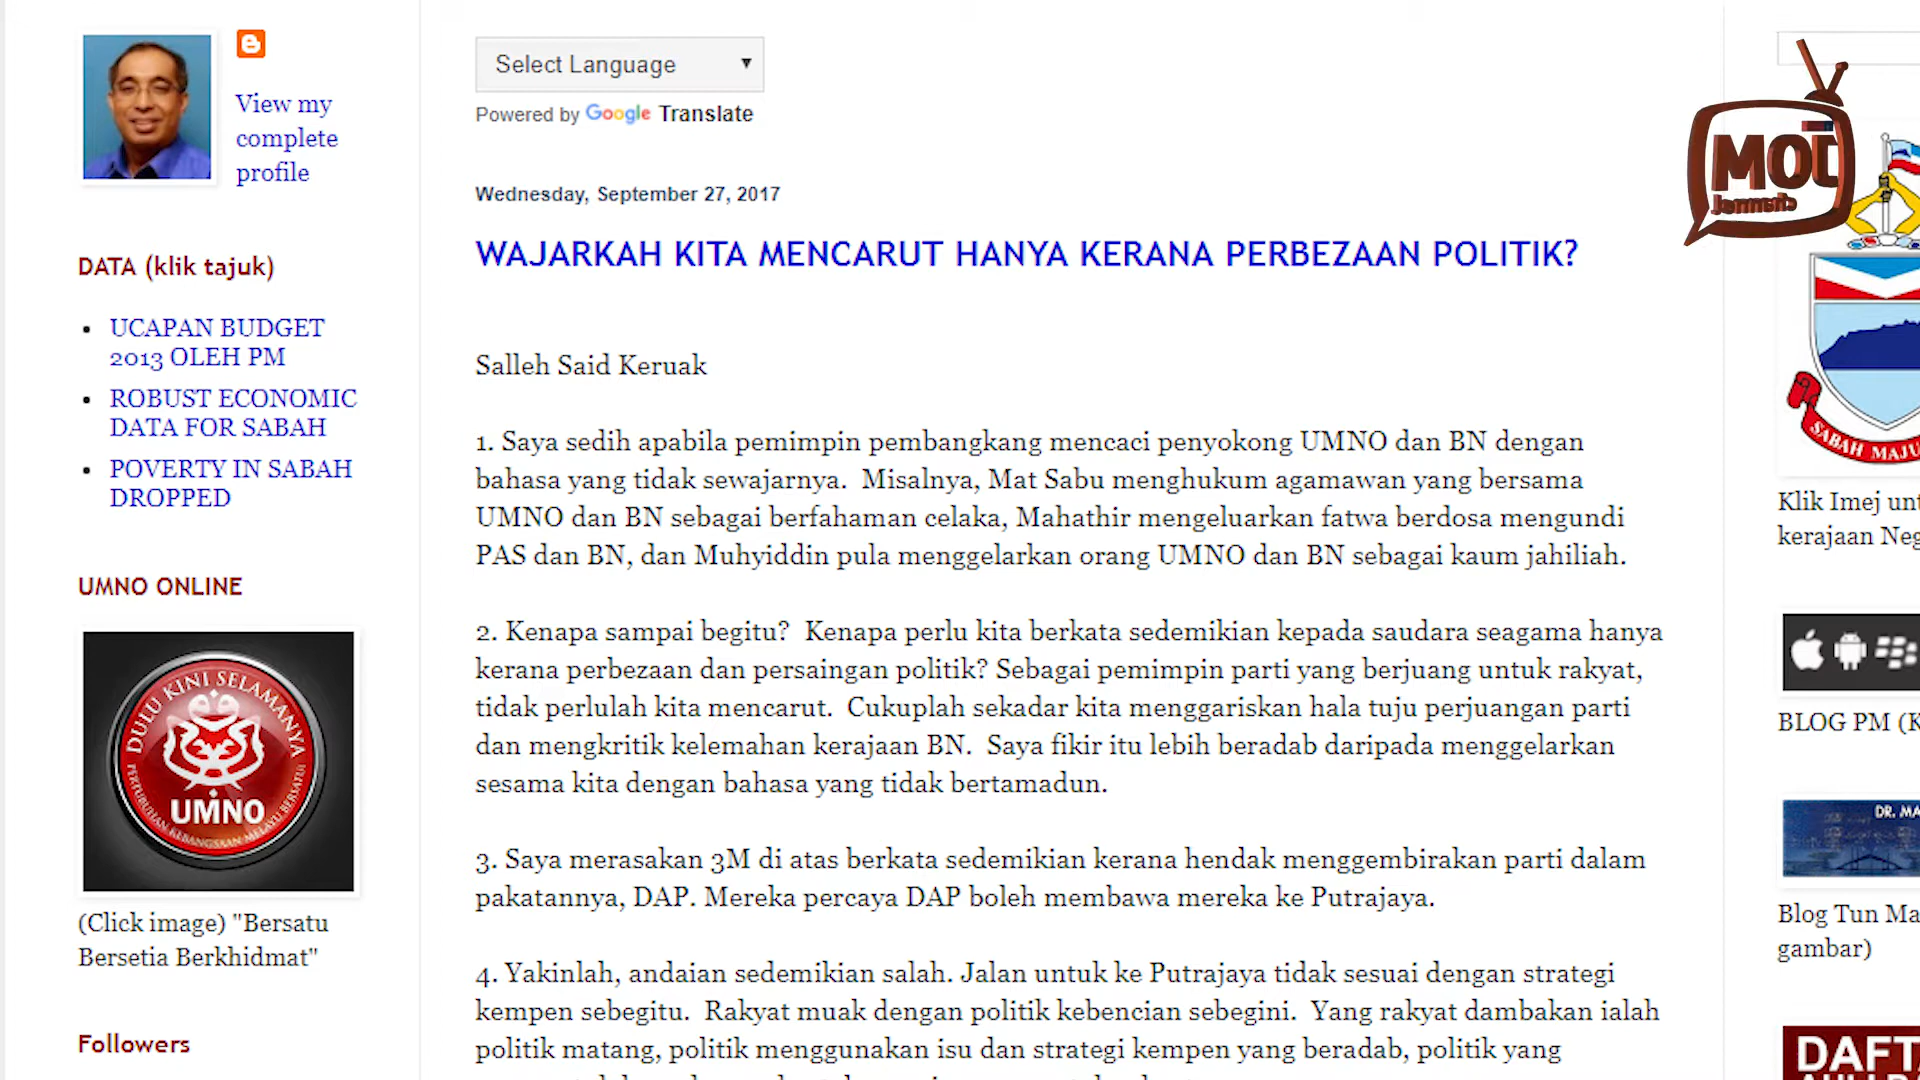 View my
complete
profile
DATA (klik tajuk)
UCAPAN BUDGET
2013 OLEH PM
ROBUST ECONOMIC
DATA FOR SABAH
POVERTY IN SABAH
DROPPED
UMNO ONLINE
DULU KINI SELAMANYA
UMNO
PERTUBUHAN KEBANGSAAN MELAYU BERSATU
(Click image) "Bersatu
Bersetia Berkhidmat"
Followers
Select Language
Powered by Google Translate
Wednesday, September 27, 2017
WAJARKAH KITA MENCARUT HANYA KERANA PERBEZAAN POLITIK?
Salleh Said Keruak
1. Saya sedih apabila pemimpin pembangkang mencaci penyokong UMNO dan BN dengan
bahasa yang tidak sewajarnya. Misalnya, Mat Sabu menghukum agamawan yang bersama
UMNO dan BN sebagai berfahaman celaka, Mahathir mengeluarkan fatwa berdosa mengundi
PAS dan BN, dan Muhyiddin pula menggelarkan orang UMNO dan BN sebagai kaum jahiliah.
2. Kenapa sampai begitu? Kenapa perlu kita berkata sedemikian kepada saudara seagama hanya
kerana perbezaan dan persaingan politik? Sebagai pemimpin parti yang berjuang untuk rakyat,
tidak perlulah kita mencarut. Cukuplah sekadar kita menggariskan hala tuju perjuangan parti
dan mengkritik kelemahan kerajaan BN. Saya fikir itu lebih beradab daripada menggelarkan
sesama kita dengan bahasa yang tidak bertamadun.
3. Saya merasakan 3M di atas berkata sedemikian kerana hendak menggembirakan parti dalam
pakatannya, DAP. Mereka percaya DAP boleh membawa mereka ke Putrajaya.
4. Yakinlah, andaian sedemikian salah. Jalan untuk ke Putrajaya tidak sesuai dengan strategi
kempen sebegitu. Rakyat muak dengan politik kebencian sebegini. Yang rakyat dambakan ialah
politik matang, politik menggunakan isu dan strategi kempen yang beradab, politik yang
SABAH MAJU
Klik Imej unt
kerajaan Neg
BLOG PM (K
DR. MA
Blog Tun Ma
gambar)
DAFT